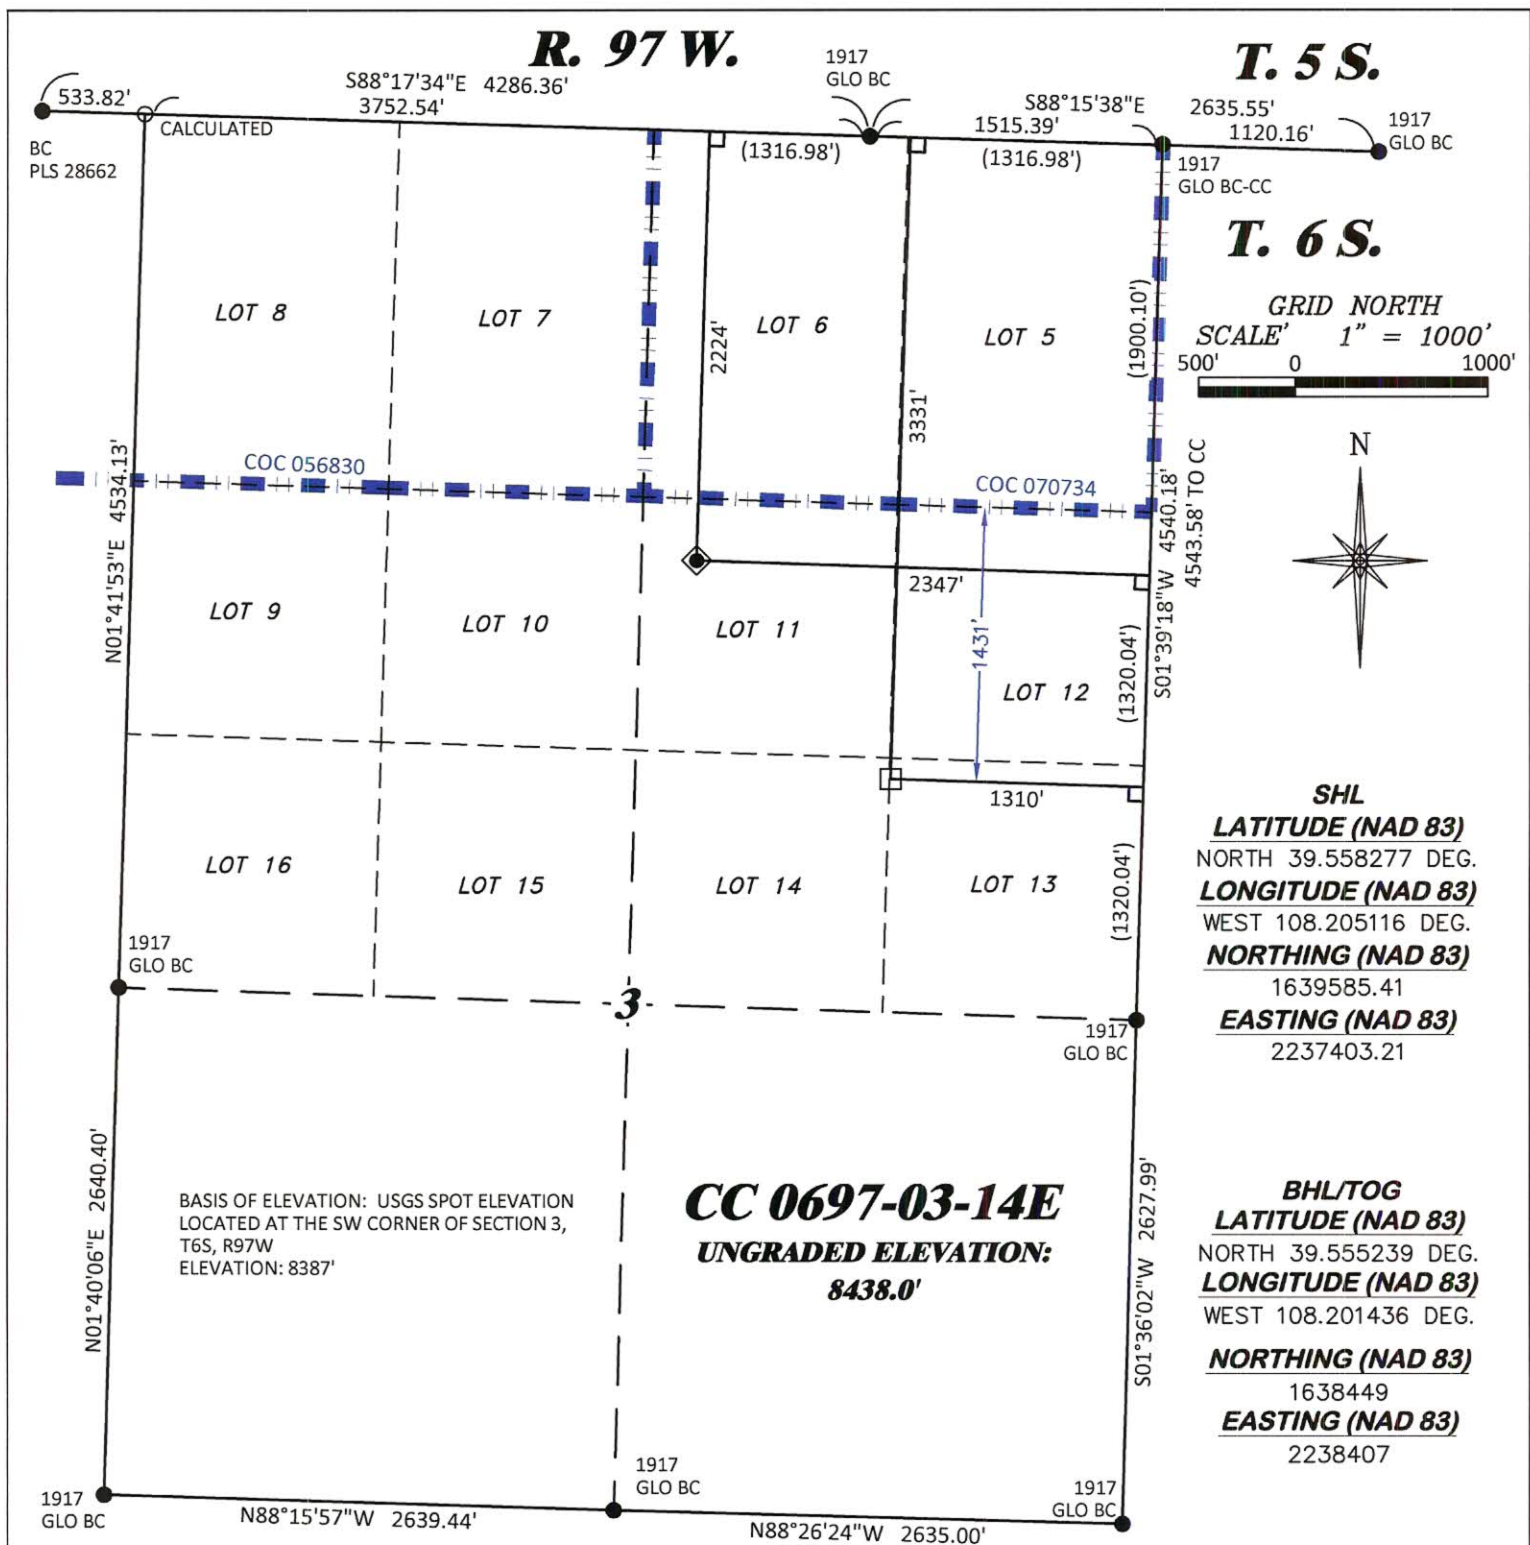 R. 97 W.
T. 5 S.
1917
GLO BC
533.82'
S88°17'34"E 4286.36'
3752.54'
CALCULATED
BC
PLS 28662
(1316.98')
S88°15'38"E 2635.55'
1515.39'
(1316.98')
1120.16'
1917
GLO BC
1917
GLO BC-CC
T. 6 S.
GRID NORTH
SCALE' 1" = 1000'
500' 0 1000'
N
LOT 8
LOT 7
LOT 6
LOT 5
2224'
3331'
(1900.10')
COC 056830
COC 070734
N01°41'53"E 4534.13'
S01°39'18"W 4540.18'
4543.58' TO CC
2347'
1431'
LOT 9
LOT 10
LOT 11
LOT 12
(1320.04')
1310'
LOT 16
LOT 15
LOT 14
LOT 13
(1320.04')
1917
GLO BC
3
1917
GLO BC
SHL
LATITUDE (NAD 83)
NORTH 39.558277 DEG.
LONGITUDE (NAD 83)
WEST 108.205116 DEG.
NORTHING (NAD 83)
1639585.41
EASTING (NAD 83)
2237403.21
N01°40'06"E 2640.40'
BASIS OF ELEVATION: USGS SPOT ELEVATION
LOCATED AT THE SW CORNER OF SECTION 3,
T6S, R97W
ELEVATION: 8387'
CC 0697-03-14E
UNGRADED ELEVATION:
8438.0'
S01°36'02"W 2627.99'
BHL/TOG
LATITUDE (NAD 83)
NORTH 39.555239 DEG.
LONGITUDE (NAD 83)
WEST 108.201436 DEG.
NORTHING (NAD 83)
1638449
EASTING (NAD 83)
2238407
1917
GLO BC
N88°15'57"W 2639.44'
1917
GLO BC
N88°26'24"W 2635.00'
1917
GLO BC